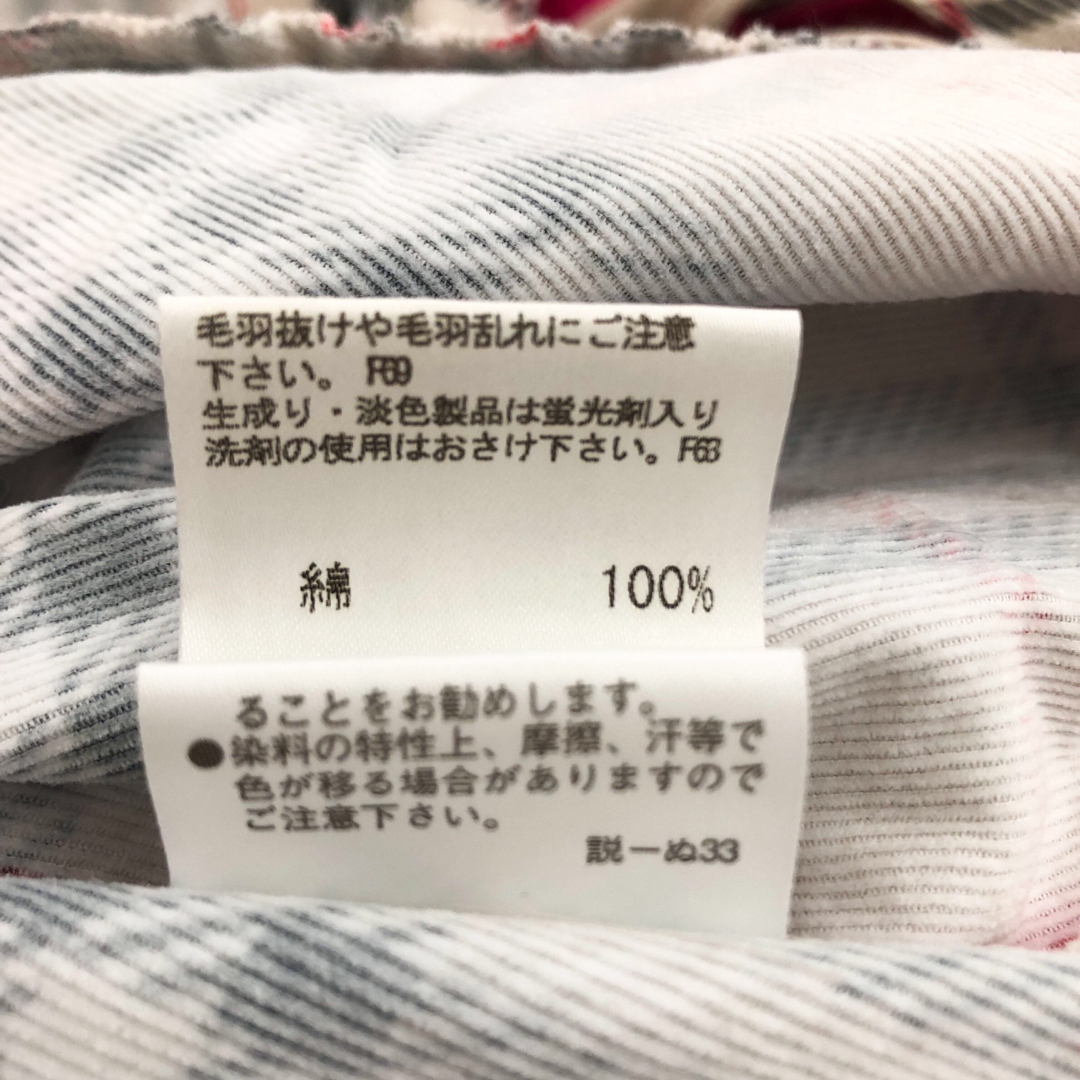 毛羽抜けや毛羽乱れにご注意
下さい。F69
生成り・淡色製品は蛍光剤入り
洗剤の使用はおさけ下さい。F63
綿 100%
ることをお勧めします。
●染料の特性上、摩擦、汗等で
色が移る場合がありますので
ご注意下さい。
説ーぬ33